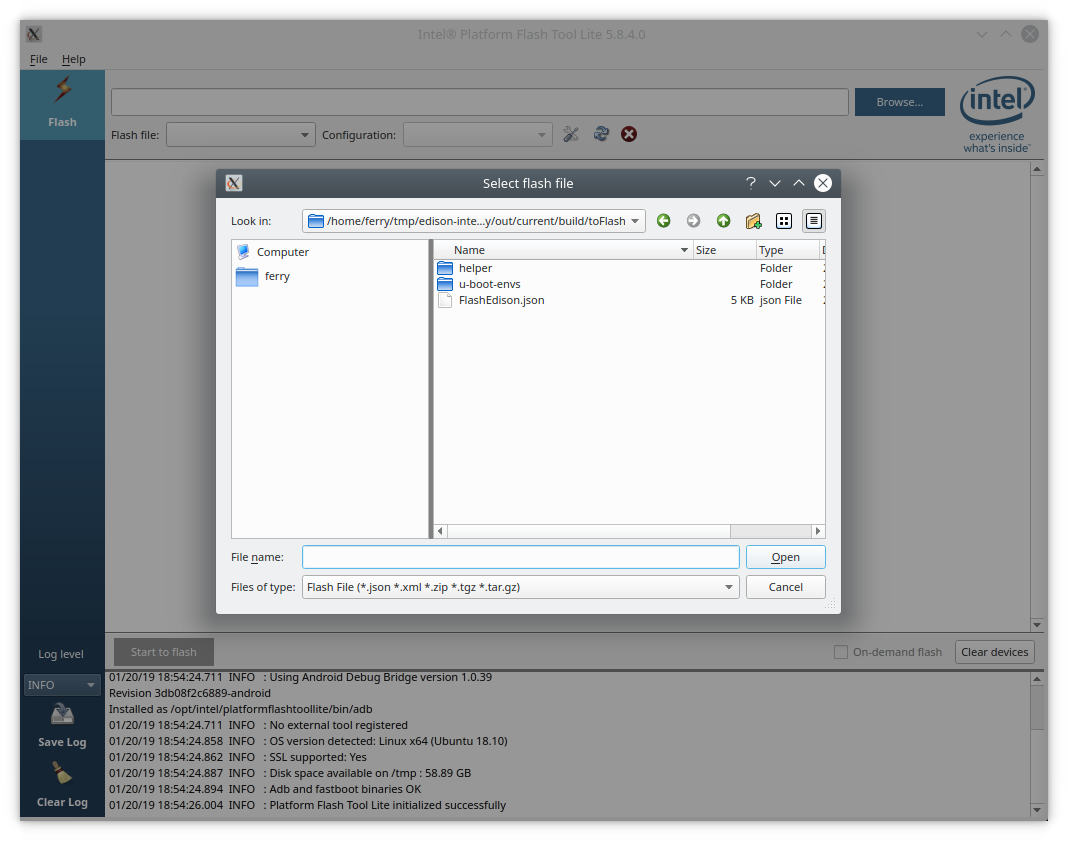 Intel® Platform Flash Tool Lite 5.8.4.0
File Help
Flash
Browse...
intel
experience
what's inside™
Flash file: Configuration:
Select flash file
Look in: /home/ferry/tmp/edison-inte...y/out/current/build/toFlash
Computer
ferry
Name Size Type
helper Folder
u-boot-envs Folder
FlashEdison.json 5 KB json File
File name: Open
Files of type: Flash File (*.json *.xml *.zip *.tgz *.tar.gz) Cancel
Log level
INFO
Save Log
Clear Log
Start to flash On-demand flash Clear devices
01/20/19 18:54:24.711 INFO : Using Android Debug Bridge version 1.0.39
Revision 3db08f2c6889-android
Installed as /opt/intel/platformflashtoollite/bin/adb
01/20/19 18:54:24.711 INFO : No external tool registered
01/20/19 18:54:24.858 INFO : OS version detected: Linux x64 (Ubuntu 18.10)
01/20/19 18:54:24.862 INFO : SSL supported: Yes
01/20/19 18:54:24.887 INFO : Disk space available on /tmp : 58.89 GB
01/20/19 18:54:24.894 INFO : Adb and fastboot binaries OK
01/20/19 18:54:26.004 INFO : Platform Flash Tool Lite initialized successfully